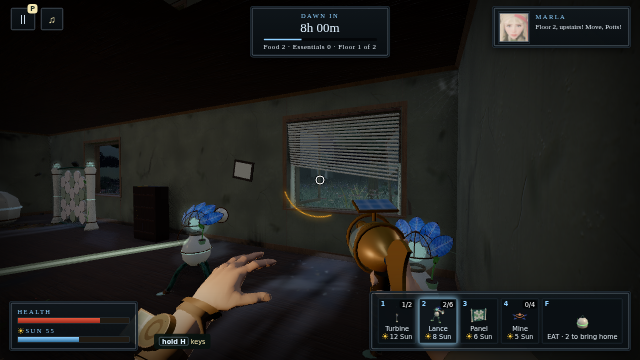 P
DAWN IN
8h 00m
Food 2 · Essentials 0 · Floor 1 of 2
MARLA
Floor 2, upstairs! Move, Potts!
HEALTH
SUN 55
hold H keys
1 1/2
Turbine
12 Sun
2 2/6
Lance
8 Sun
3
Panel
6 Sun
4 0/4
Mine
5 Sun
F
EAT · 2 to bring home